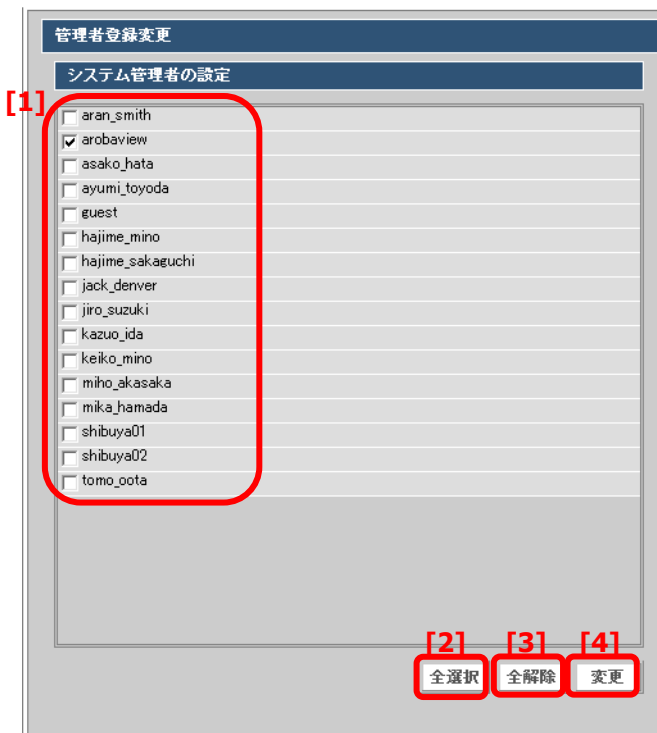 管理者登録変更
システム管理者の設定
[1]
aran_smith
arobaview
asako_hata
ayumi_toyoda
guest
hajime_mino
hajime_sakaguchi
jack_denver
jiro_suzuki
kazuo_ida
keiko_mino
miho_akasaka
mika_hamada
shibuya01
shibuya02
tomo_oota
[2] [3] [4]
全選択 全解除 変更